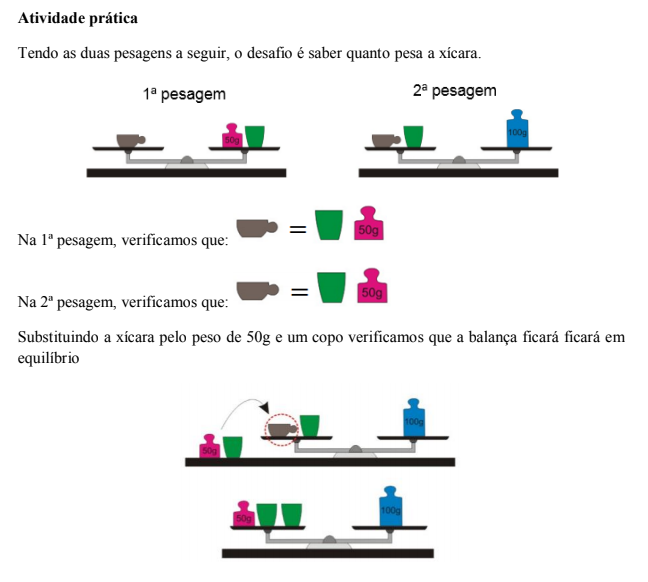 Atividade prática
Tendo as duas pesagens a seguir, o desafio é saber quanto pesa a xícara.
1ª pesagem
2ª pesagem
50g
100g
Na 1ª pesagem, verificamos que:
=
50g
Na 2ª pesagem, verificamos que:
=
50g
Substituindo a xícara pelo peso de 50g e um copo verificamos que a balança ficará ficará em
equilíbrio
50g
100g
50g
100g